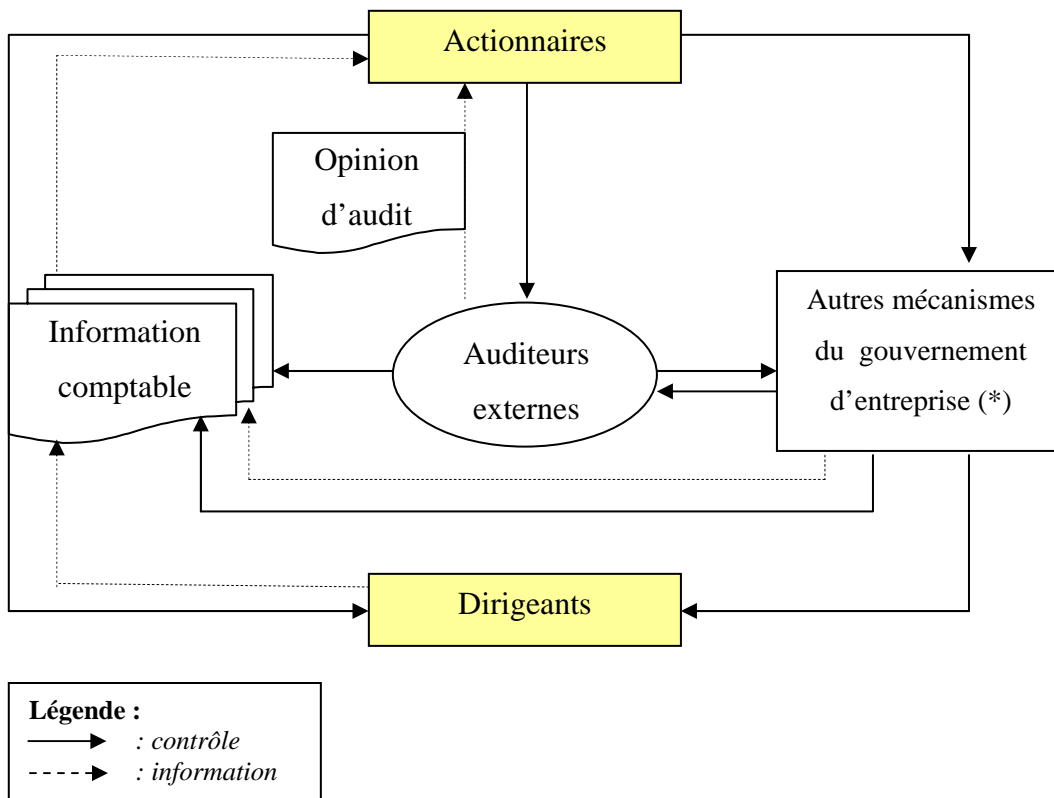 Actionnaires
Opinion
d’audit
Information
comptable
Auditeurs
externes
Autres mécanismes
du gouvernement
d’entreprise (*)
Dirigeants
Légende :
: contrôle
: information